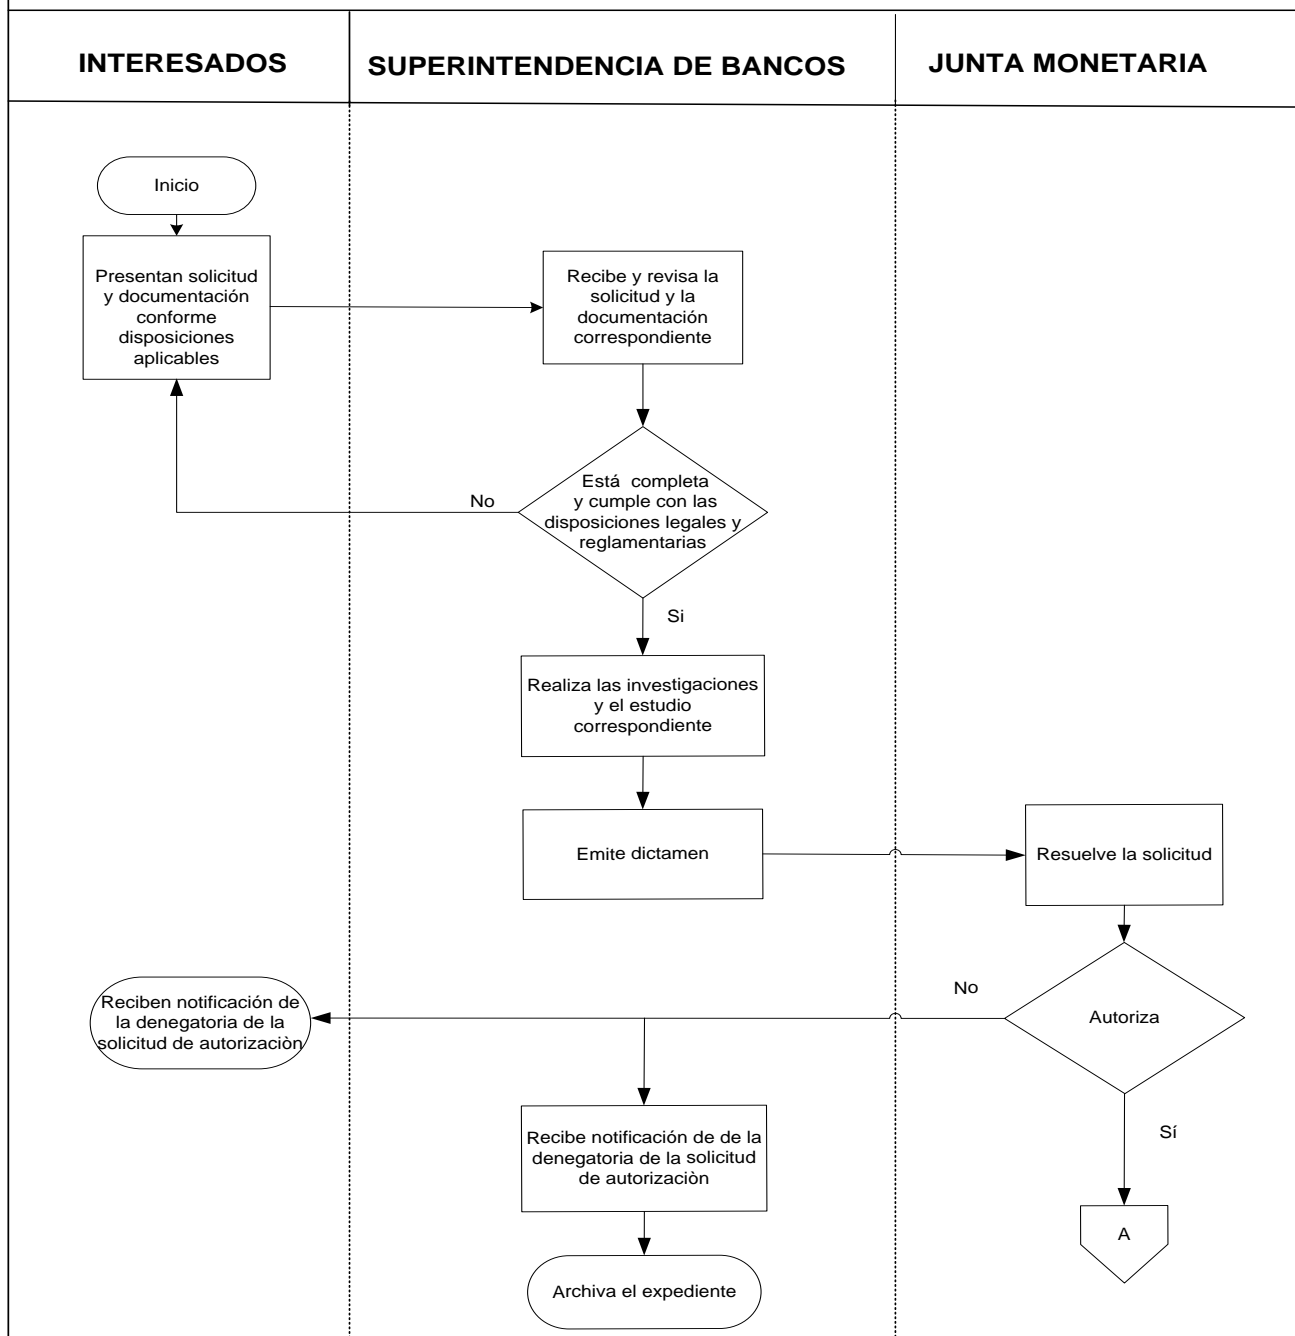 INTERESADOS
SUPERINTENDENCIA DE BANCOS
JUNTA MONETARIA
Inicio
Presentan solicitud
y documentación
conforme
disposiciones
aplicables
Recibe y revisa la
solicitud y la
documentación
correspondiente
Está completa
y cumple con las
disposiciones legales y
reglamentarias
No
Si
Realiza las investigaciones
y el estudio
correspondiente
Emite dictamen
Resuelve la solicitud
Autoriza
No
Sí
Reciben notificación de
la denegatoria de la
solicitud de autorizaciòn
Recibe notificación de de la
denegatoria de la solicitud
de autorizaciòn
A
Archiva el expediente